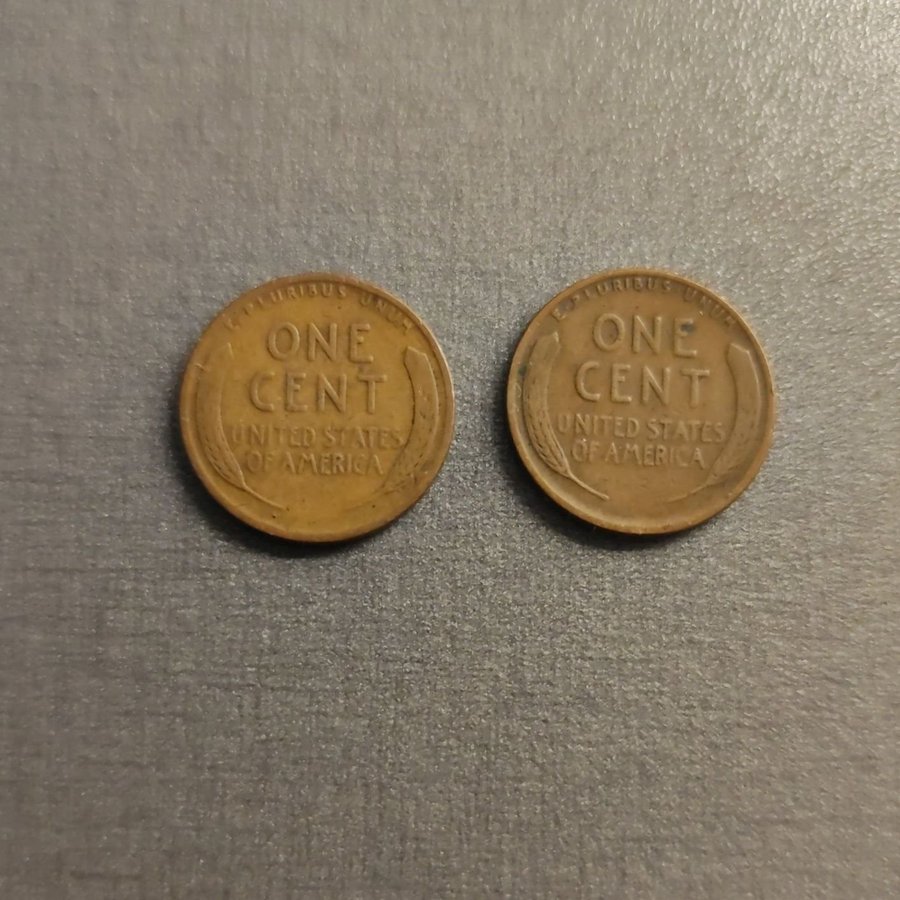 E·PLURIBUS UNUM
ONE
CENT
UNITED STATES
OF AMERICA
E·PLURIBUS·UNUM
ONE
CENT
UNITED STATES
OF AMERICA